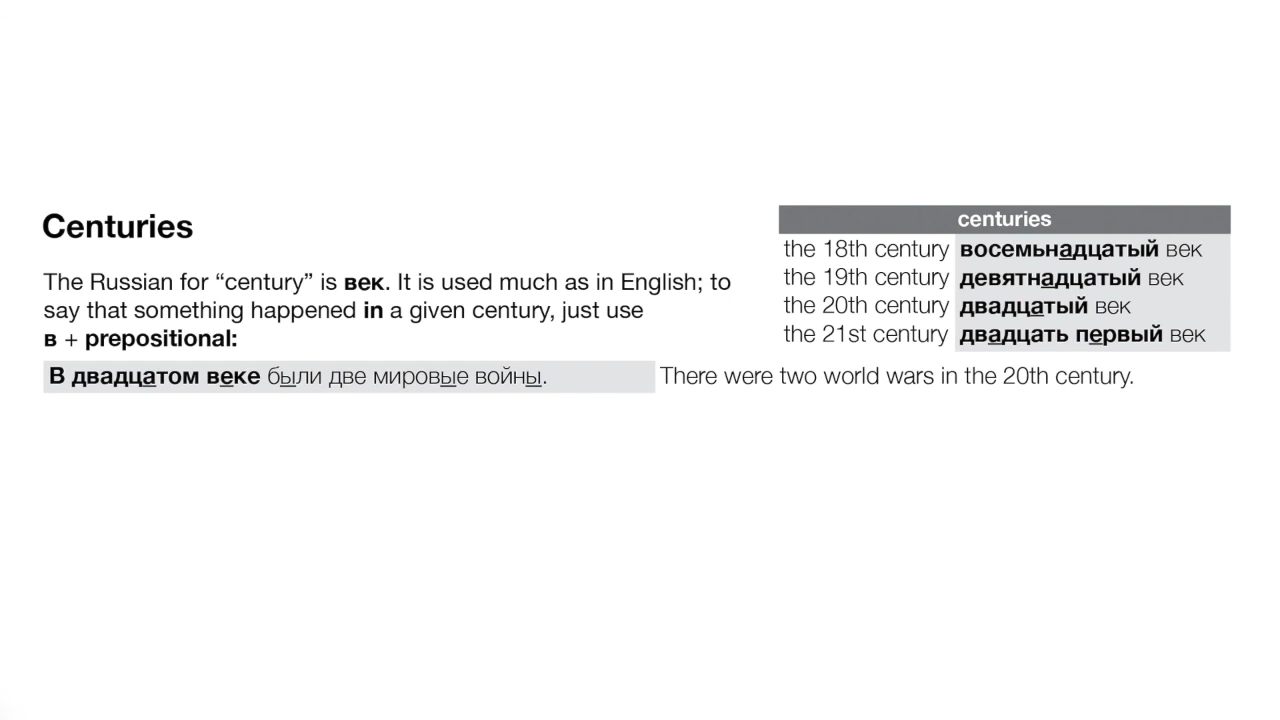 Centuries
The Russian for “century” is век. It is used much as in English; to
say that something happened in a given century, just use
в + prepositional:
centuries
the 18th century восемьнадцатый век
the 19th century девятнадцатый век
the 20th century двадцатый век
the 21st century двадцать первый век
В двадцатом веке были две мировые войны. There were two world wars in the 20th century.